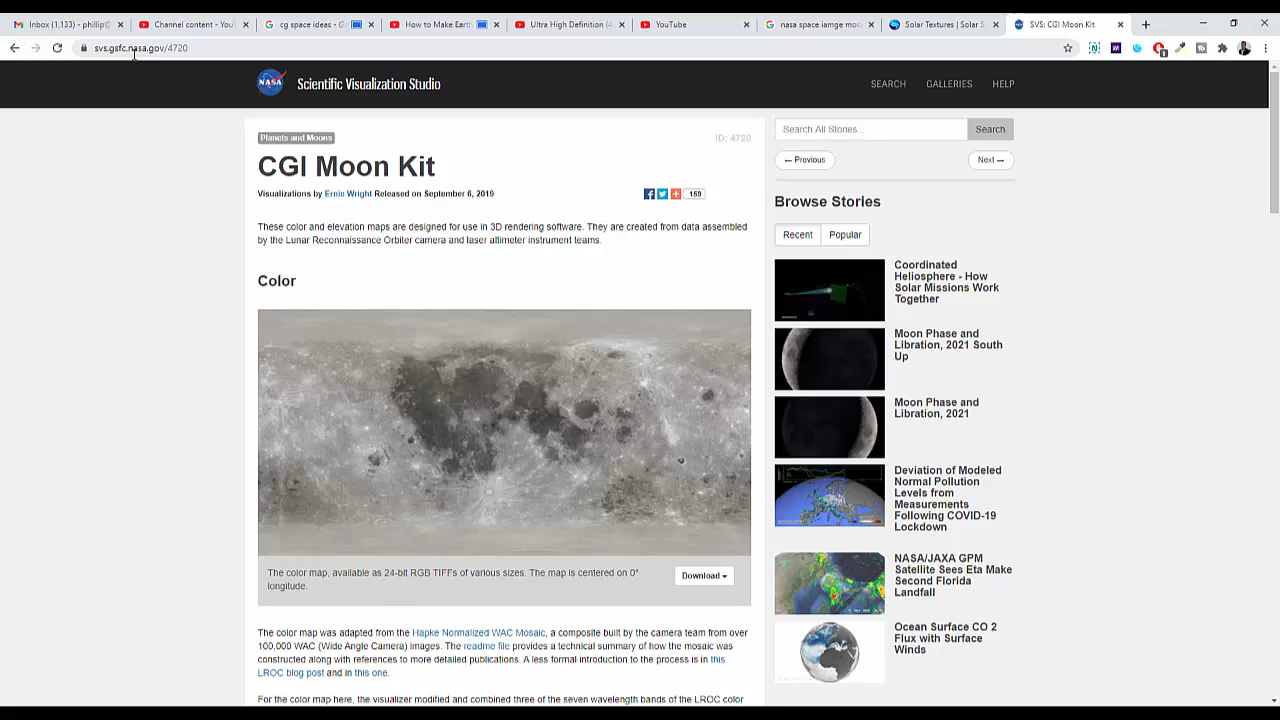 Inbox (1,133) - phillip@
Channel content - YouT
cg space ideas - G
How to Make Eart
Ultra High Definition (4
YouTube
nasa space iamge moo
Solar Textures | Solar S
SVS: CGI Moon Kit
svs.gsfc.nasa.gov/4720
NASA
Scientific Visualization Studio
SEARCH
GALLERIES
HELP
Planets and Moons
ID: 4720
CGI Moon Kit
Visualizations by Ernie Wright Released on September 6, 2019
159
These color and elevation maps are designed for use in 3D rendering software. They are created from data assembled
by the Lunar Reconnaissance Orbiter camera and laser altimeter instrument teams.
Color
The color map, available as 24-bit RGB TIFFs of various sizes. The map is centered on 0°
longitude.
Download
The color map was adapted from the Hapke Normalized WAC Mosaic, a composite built by the camera team from over
100,000 WAC (Wide Angle Camera) images. The readme file provides a technical summary of how the mosaic was
constructed along with references to more detailed publications. A less formal introduction to the process is in this
LROC blog post and in this one.
For the color map here, the visualizer modified and combined three of the seven wavelength bands of the LROC color
Search All Stories...
Search
← Previous
Next →
Browse Stories
Recent
Popular
Coordinated
Heliosphere - How
Solar Missions Work
Together
Moon Phase and
Libration, 2021 South
Up
Moon Phase and
Libration, 2021
Deviation of Modeled
Normal Pollution
Levels from
Measurements
Following COVID-19
Lockdown
NASA/JAXA GPM
Satellite Sees Eta Make
Second Florida
Landfall
Ocean Surface CO 2
Flux with Surface
Winds